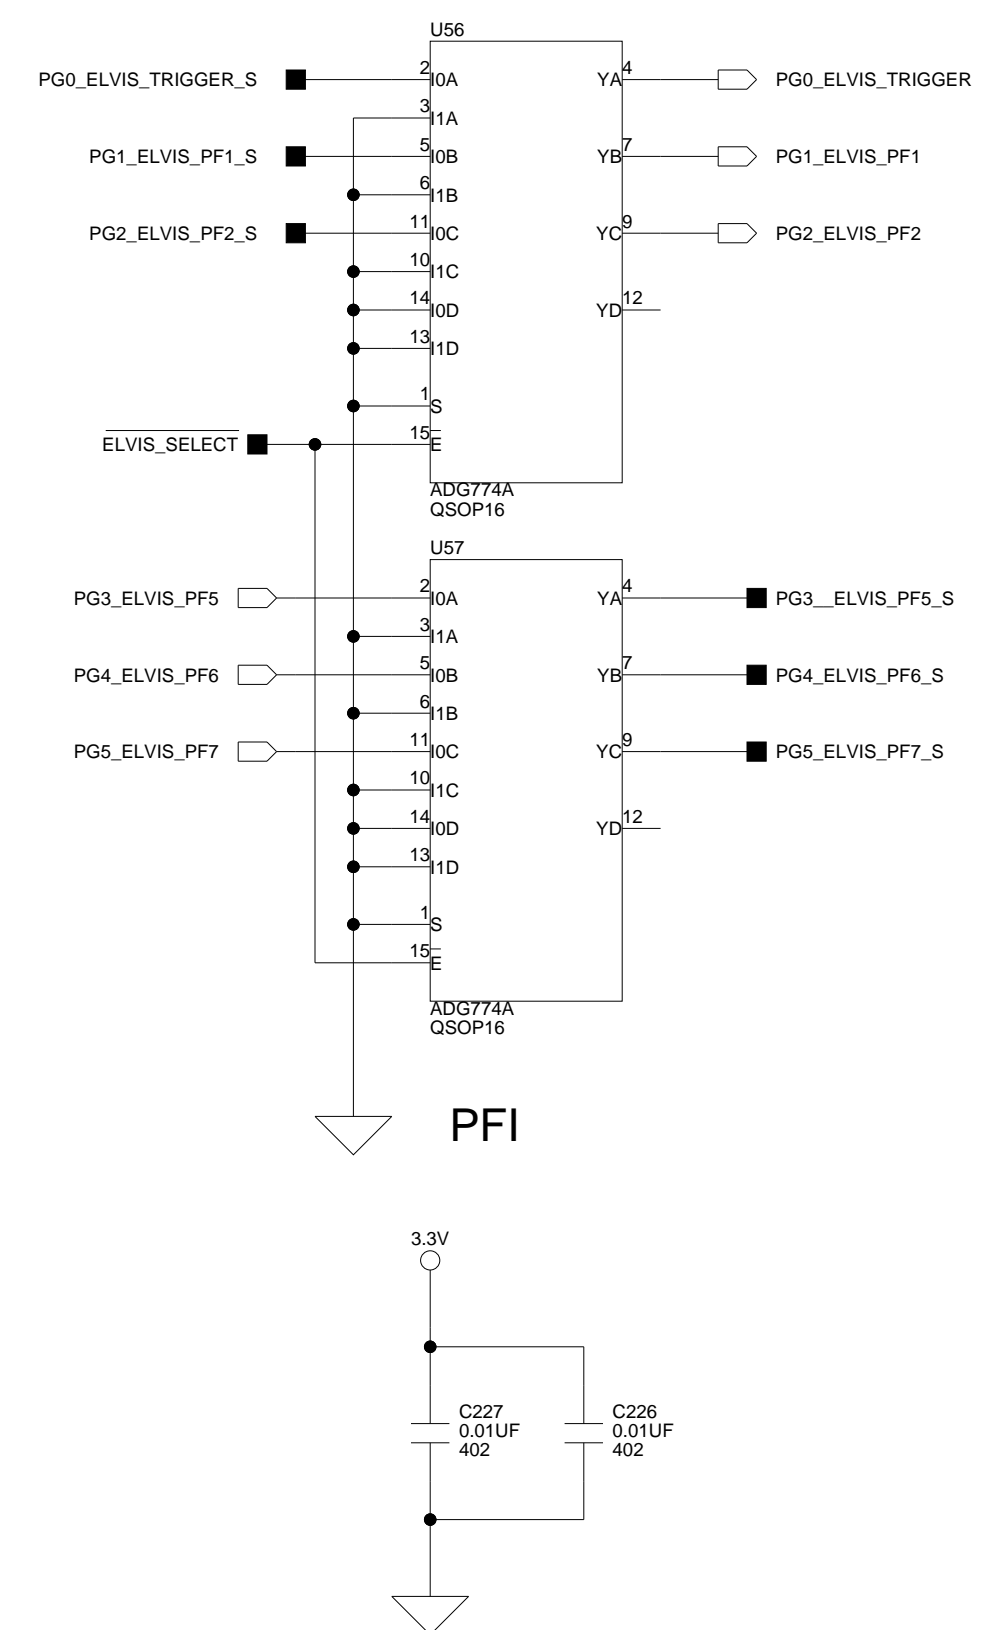 U56
PG0_ELVIS_TRIGGER_S 2 I0A YA 4 PG0_ELVIS_TRIGGER
3 I1A
PG1_ELVIS_PF1_S 5 I0B YB 7 PG1_ELVIS_PF1
6 I1B
PG2_ELVIS_PF2_S 11 I0C YC 9 PG2_ELVIS_PF2
10 I1C
14 I0D YD 12
13 I1D
1 S
ELVIS_SELECT 15 E
ADG774A
QSOP16
U57
PG3_ELVIS_PF5 2 I0A YA 4 PG3__ELVIS_PF5_S
3 I1A
PG4_ELVIS_PF6 5 I0B YB 7 PG4_ELVIS_PF6_S
6 I1B
PG5_ELVIS_PF7 11 I0C YC 9 PG5_ELVIS_PF7_S
10 I1C
14 I0D YD 12
13 I1D
1 S
15 E
ADG774A
QSOP16
PFI
3.3V
C227 C226
0.01UF 0.01UF
402 402